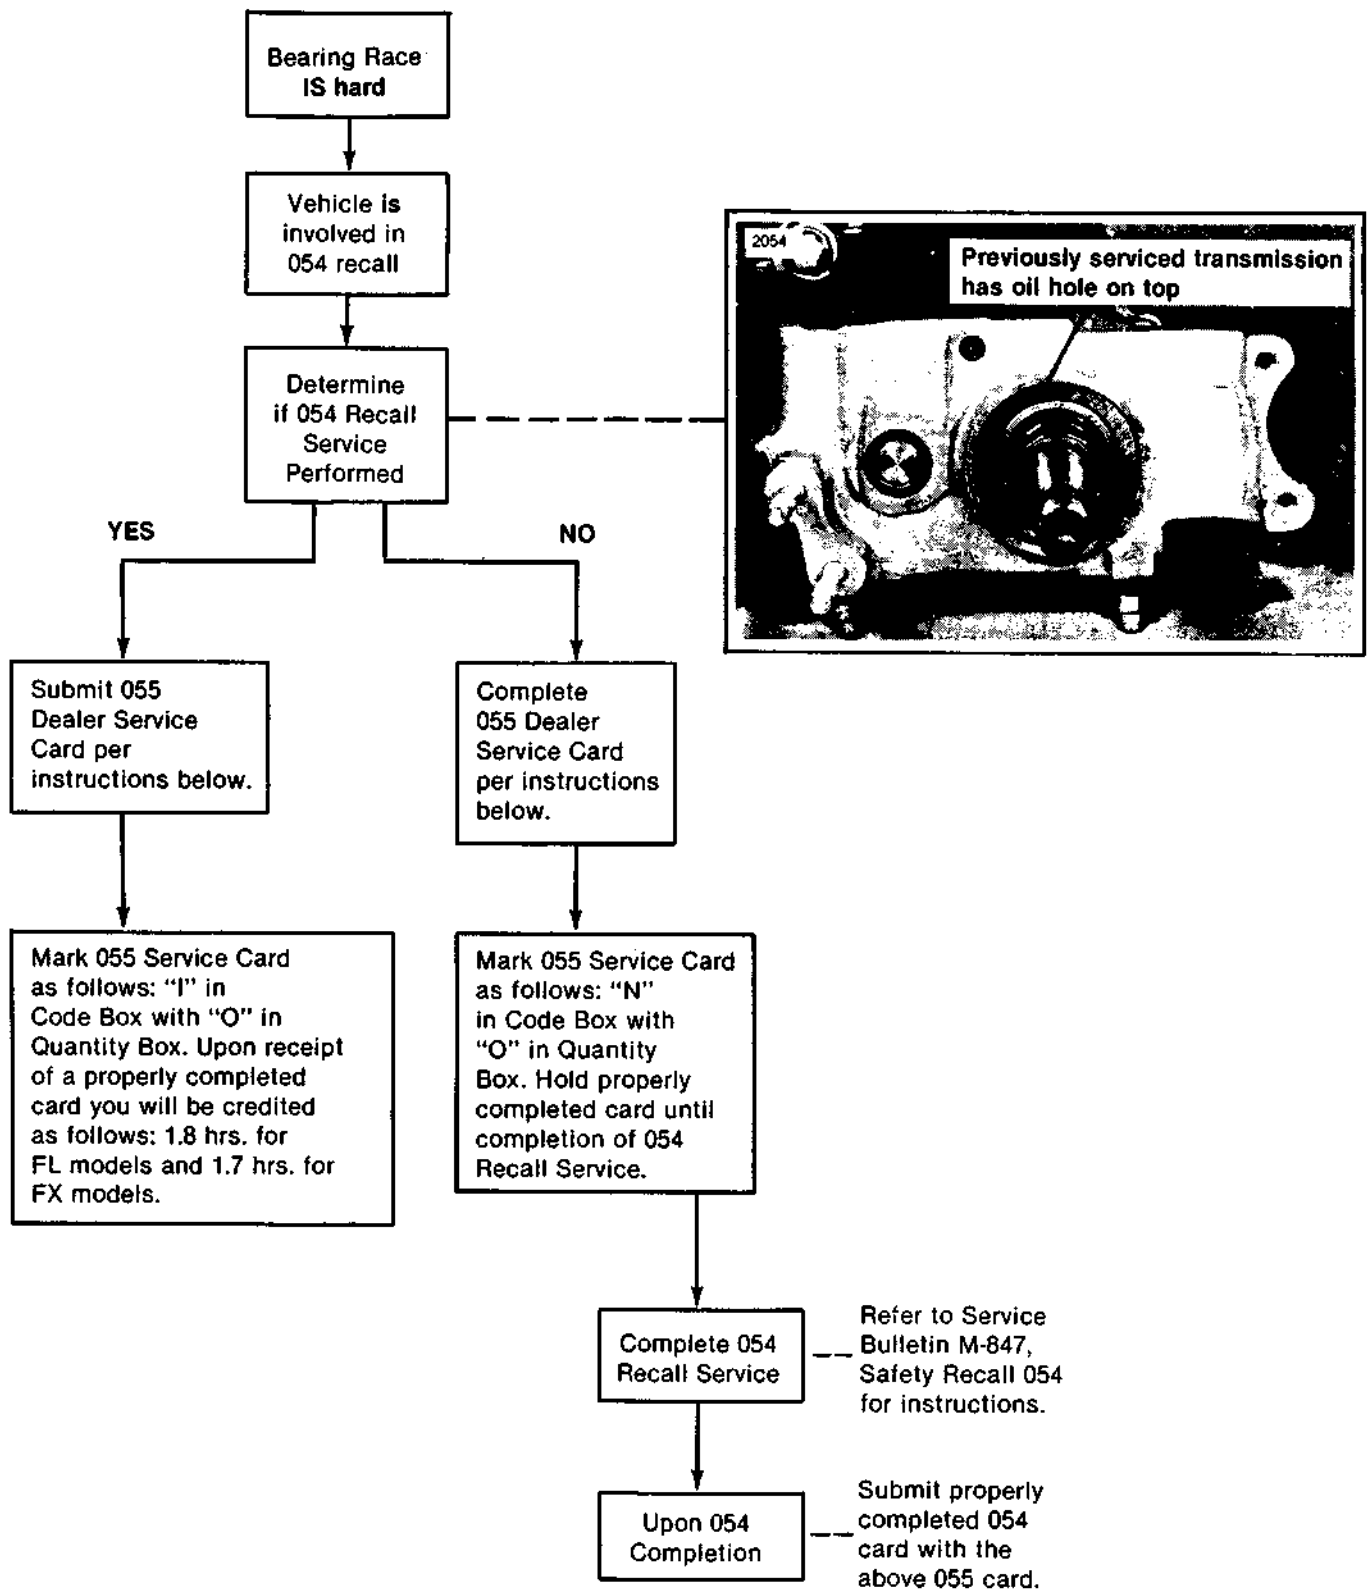 Bearing Race
IS hard
Vehicle is
involved in
054 recall
Determine
if 054 Recall
Service
Performed
2054
Previously serviced transmission
has oil hole on top
YES
NO
Submit 055
Dealer Service
Card per
instructions below.
Complete
055 Dealer
Service Card
per instructions
below.
Mark 055 Service Card
as follows: “I” in
Code Box with “O” in
Quantity Box. Upon receipt
of a properly completed
card you will be credited
as follows: 1.8 hrs. for
FL models and 1.7 hrs. for
FX models.
Mark 055 Service Card
as follows: “N”
in Code Box with
“O” in Quantity
Box. Hold properly
completed card until
completion of 054
Recall Service.
Complete 054
Recall Service
Refer to Service
Bulletin M-847,
Safety Recall 054
for instructions.
Upon 054
Completion
Submit properly
completed 054
card with the
above 055 card.